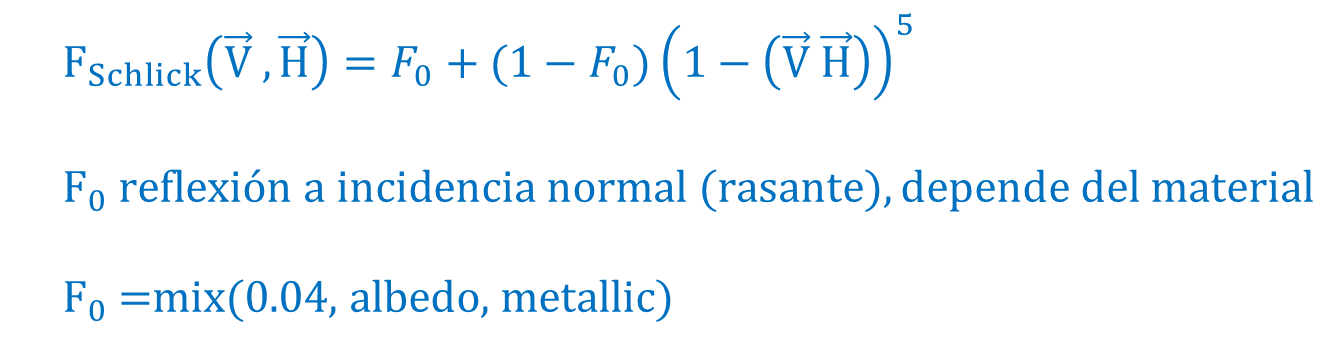 F_Schlick(V⃗ , H⃗) = F₀ + (1 − F₀)(1 − (V⃗ H⃗))⁵
F₀ reflexión a incidencia normal (rasante), depende del material
F₀ =mix(0.04, albedo, metallic)